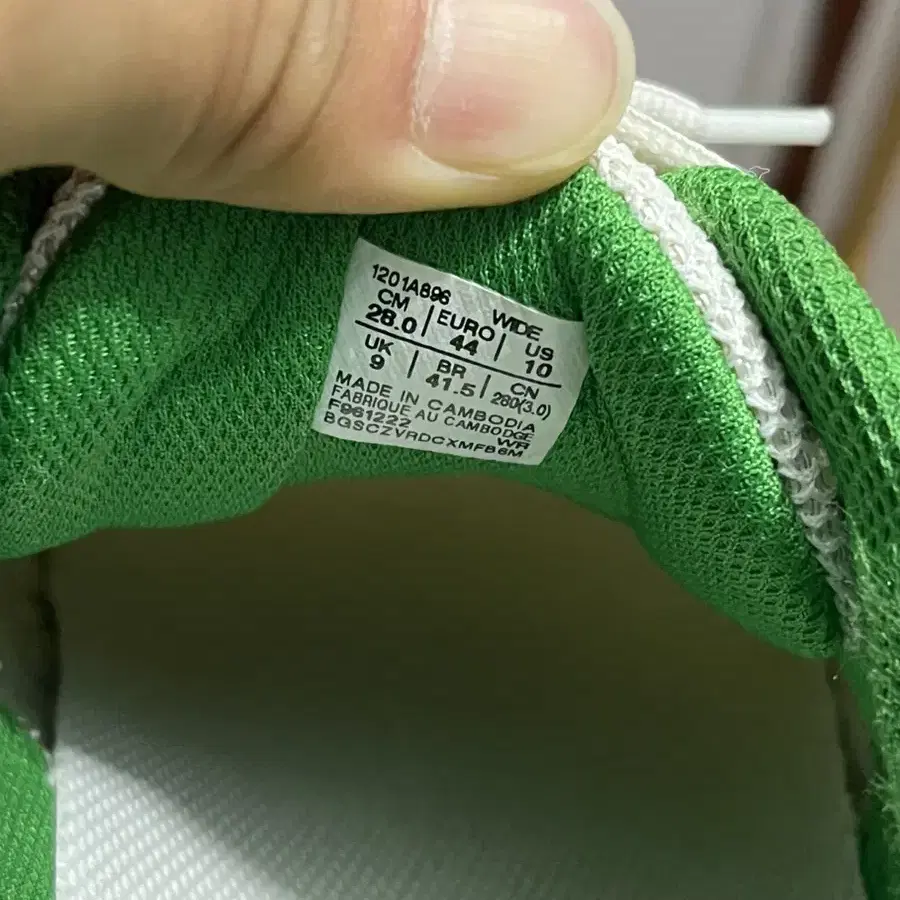 1201A896 WIDE
CM EURO US
28.0 44 10
UK BR CN
9 41.5 280(3.0)
MADE IN CAMBODIA
FABRIQUE AU CAMBODGE
F961222 WR
BGSCZVRDCXMFB6M